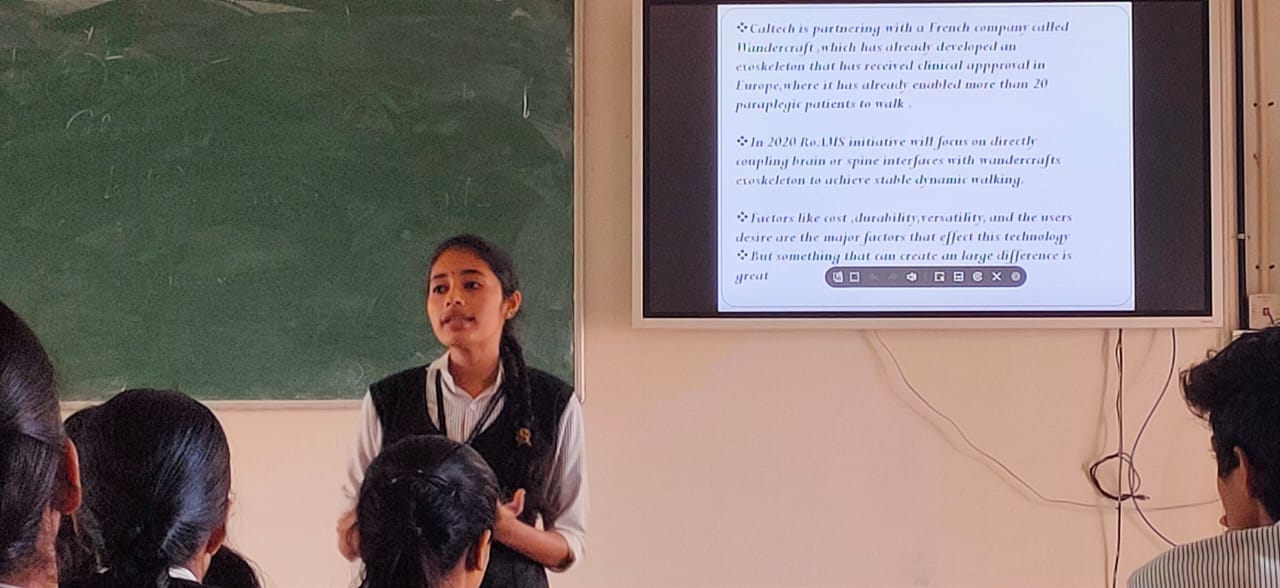 ❖Caltech is partnering with a French company called
Wandercraft ,which has already developed an
exoskeleton that has received clinical appproval in
Europe,where it has already enabled more than 20
paraplegic patients to walk .
❖In 2020 RoAMS initiative will focus on directly
coupling brain or spine interfaces with wandercrafts
exoskeleton to achieve stable dynamic walking.
❖Factors like cost ,durability,versatility, and the users
desire are the major factors that effect this technology
❖But something that can create an large difference is
great